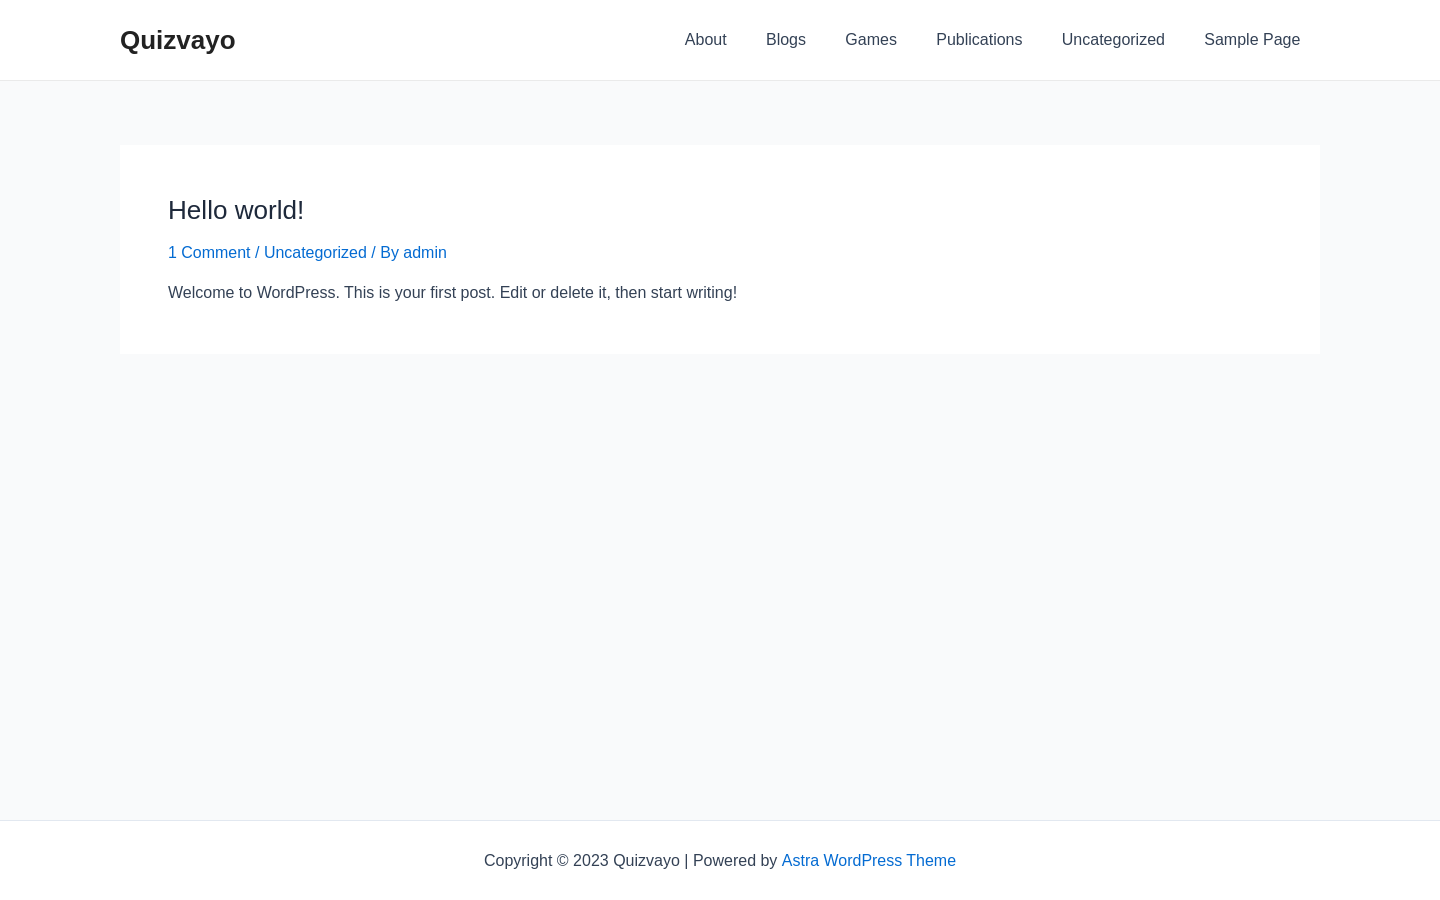 Quizvayo
About Blogs Games Publications Uncategorized Sample Page
Hello world!
1 Comment / Uncategorized / By admin
Welcome to WordPress. This is your first post. Edit or delete it, then start writing!
Copyright © 2023 Quizvayo | Powered by Astra WordPress Theme